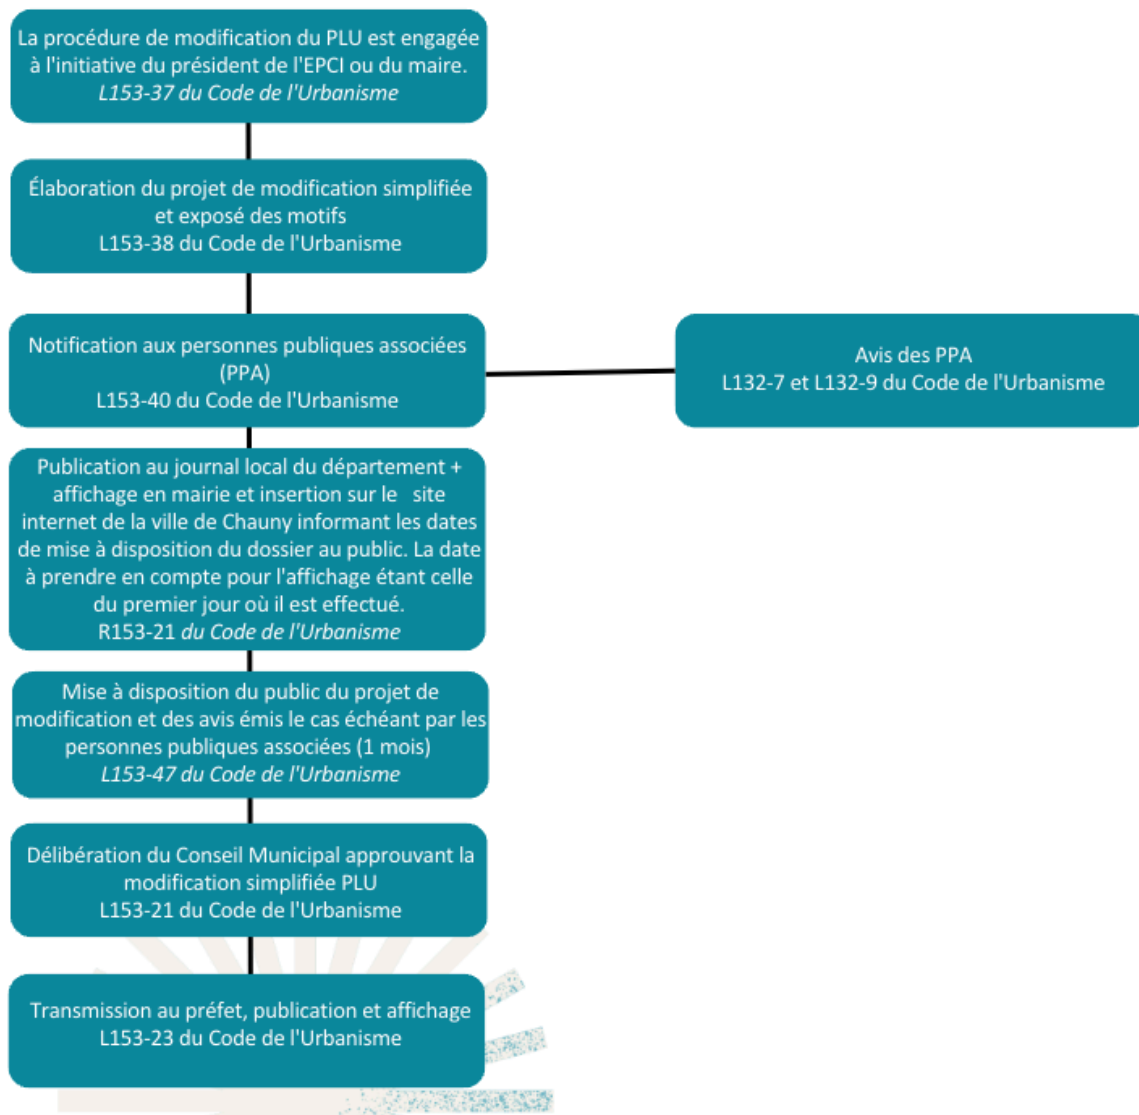 La procédure de modification du PLU est engagée
à l'initiative du président de l'EPCI ou du maire.
L153-37 du Code de l'Urbanisme
Élaboration du projet de modification simplifiée
et exposé des motifs
L153-38 du Code de l'Urbanisme
Notification aux personnes publiques associées
(PPA)
L153-40 du Code de l'Urbanisme
Avis des PPA
L132-7 et L132-9 du Code de l'Urbanisme
Publication au journal local du département +
affichage en mairie et insertion sur le site
internet de la ville de Chauny informant les dates
de mise à disposition du dossier au public. La date
à prendre en compte pour l'affichage étant celle
du premier jour où il est effectué.
R153-21 du Code de l'Urbanisme
Mise à disposition du public du projet de
modification et des avis émis le cas échéant par les
personnes publiques associées (1 mois)
L153-47 du Code de l'Urbanisme
Délibération du Conseil Municipal approuvant la
modification simplifiée PLU
L153-21 du Code de l'Urbanisme
Transmission au préfet, publication et affichage
L153-23 du Code de l'Urbanisme